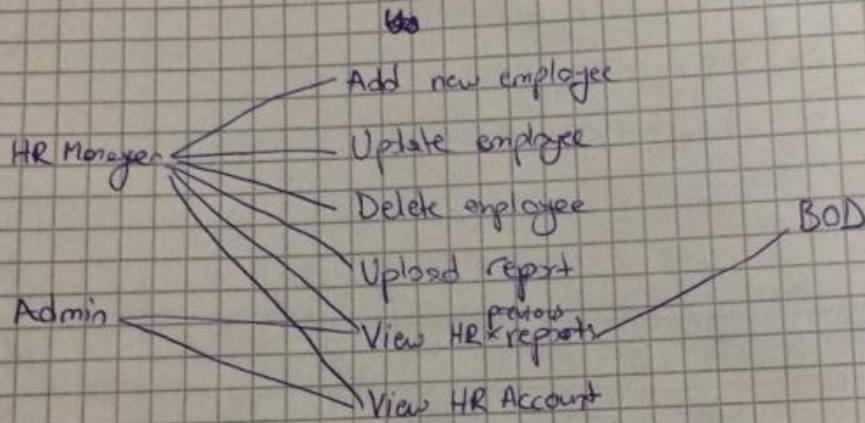 Add new employee
HR Manager
Update employee
Delete employee
BOD
Upload report
Admin
previous
View HR reports
View HR Account